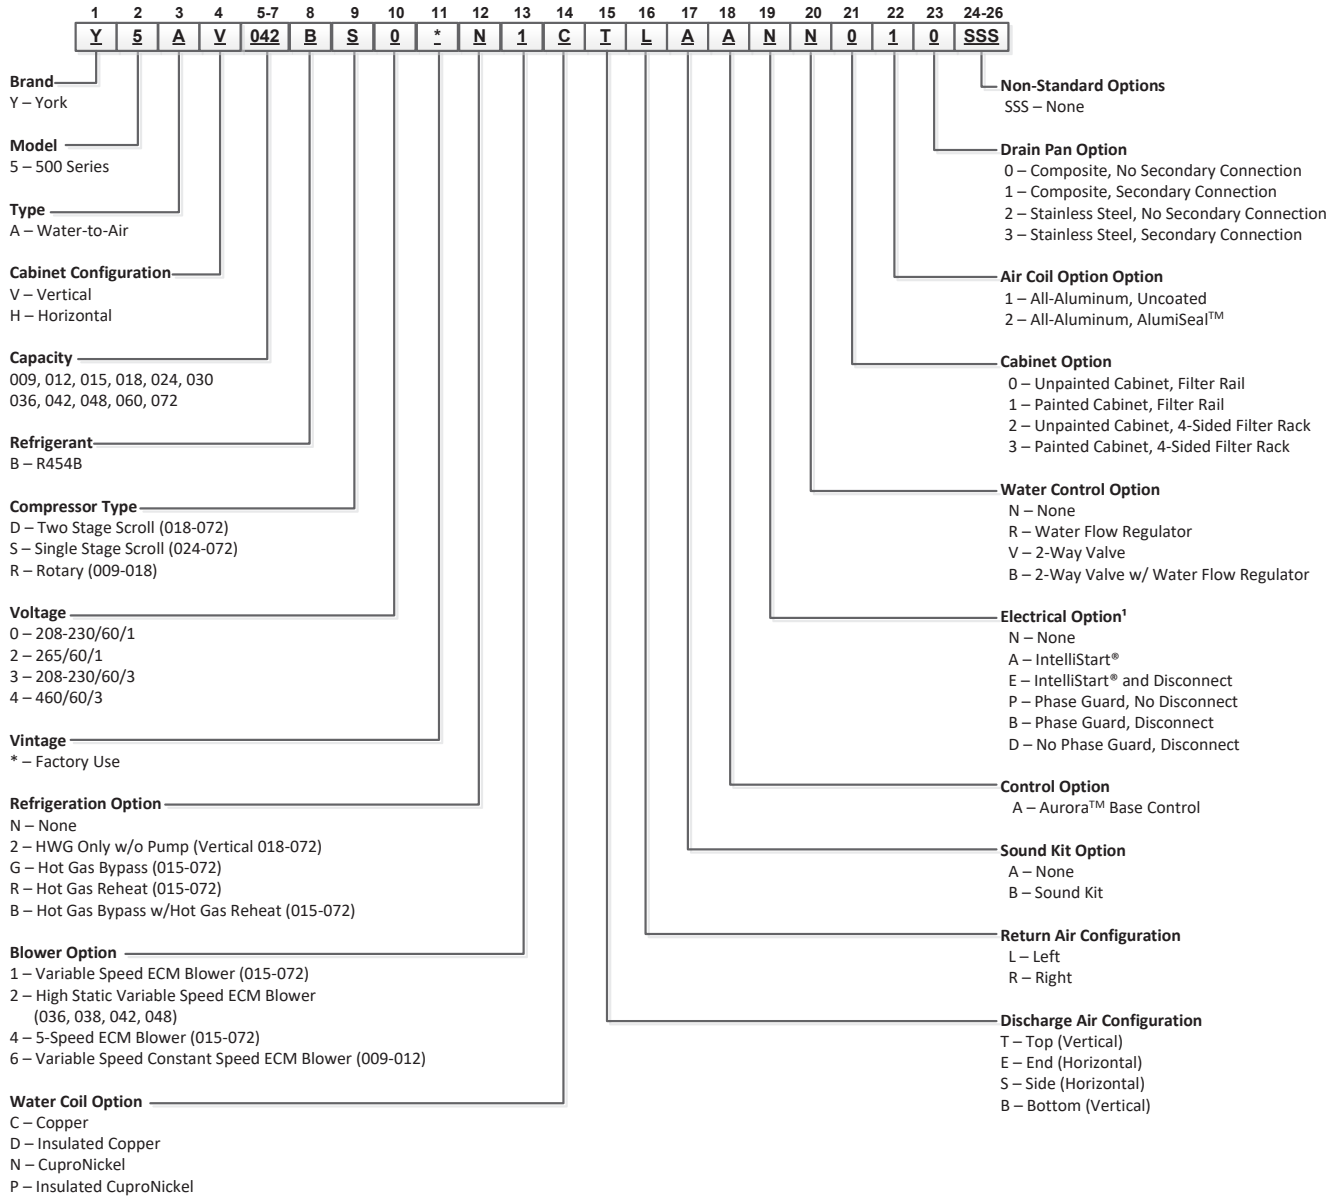 1 2 3 4 5-7 8 9 10 11 12 13 14 15 16 17 18 19 20 21 22 23 24-26
Y 5 A V 042 B S 0 * N 1 C T L A A N N 0 1 0 SSS
Brand
Y – York
Model
5 – 500 Series
Type
A – Water-to-Air
Cabinet Configuration
V – Vertical
H – Horizontal
Capacity
009, 012, 015, 018, 024, 030
036, 042, 048, 060, 072
Refrigerant
B – R454B
Compressor Type
D – Two Stage Scroll (018-072)
S – Single Stage Scroll (024-072)
R – Rotary (009-018)
Voltage
0 – 208-230/60/1
2 – 265/60/1
3 – 208-230/60/3
4 – 460/60/3
Vintage
* – Factory Use
Refrigeration Option
N – None
2 – HWG Only w/o Pump (Vertical 018-072)
G – Hot Gas Bypass (015-072)
R – Hot Gas Reheat (015-072)
B – Hot Gas Bypass w/Hot Gas Reheat (015-072)
Blower Option
1 – Variable Speed ECM Blower (015-072)
2 – High Static Variable Speed ECM Blower
(036, 038, 042, 048)
4 – 5-Speed ECM Blower (015-072)
6 – Variable Speed Constant Speed ECM Blower (009-012)
Water Coil Option
C – Copper
D – Insulated Copper
N – CuproNickel
P – Insulated CuproNickel
Non-Standard Options
SSS – None
Drain Pan Option
0 – Composite, No Secondary Connection
1 – Composite, Secondary Connection
2 – Stainless Steel, No Secondary Connection
3 – Stainless Steel, Secondary Connection
Air Coil Option Option
1 – All-Aluminum, Uncoated
2 – All-Aluminum, AlumiSeal™
Cabinet Option
0 – Unpainted Cabinet, Filter Rail
1 – Painted Cabinet, Filter Rail
2 – Unpainted Cabinet, 4-Sided Filter Rack
3 – Painted Cabinet, 4-Sided Filter Rack
Water Control Option
N – None
R – Water Flow Regulator
V – 2-Way Valve
B – 2-Way Valve w/ Water Flow Regulator
Electrical Option¹
N – None
A – IntelliStart®
E – IntelliStart® and Disconnect
P – Phase Guard, No Disconnect
B – Phase Guard, Disconnect
D – No Phase Guard, Disconnect
Control Option
A – Aurora™ Base Control
Sound Kit Option
A – None
B – Sound Kit
Return Air Configuration
L – Left
R – Right
Discharge Air Configuration
T – Top (Vertical)
E – End (Horizontal)
S – Side (Horizontal)
B – Bottom (Vertical)